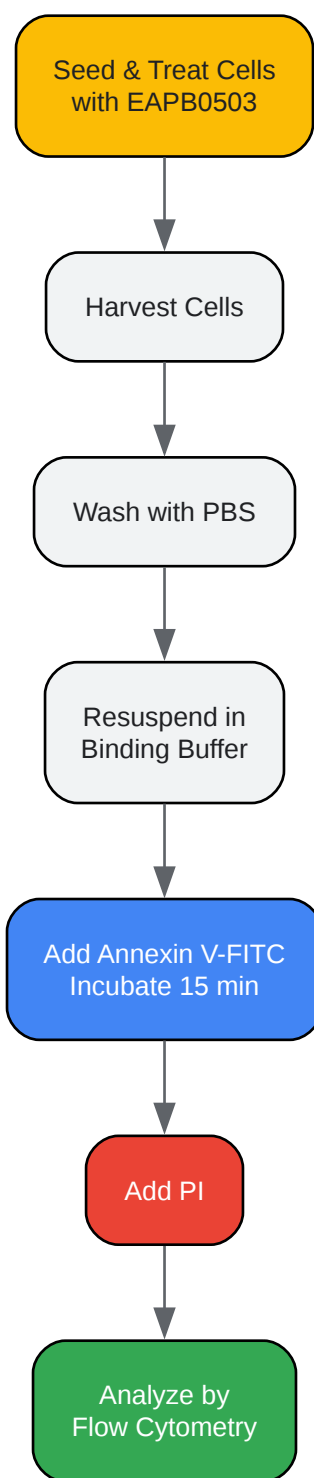 Seed & Treat Cells
with EAPB0503
Harvest Cells
Wash with PBS
Resuspend in
Binding Buffer
Add Annexin V-FITC
Incubate 15 min
Add PI
Analyze by
Flow Cytometry